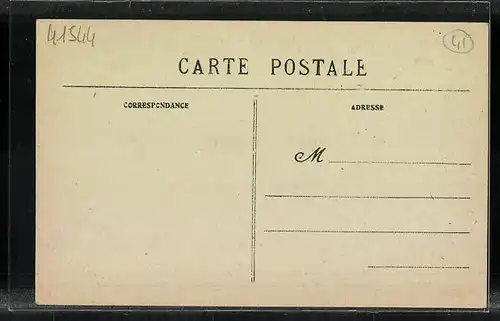 41544
41
CARTE POSTALE
CORRESPONDANCE
ADRESSE
M